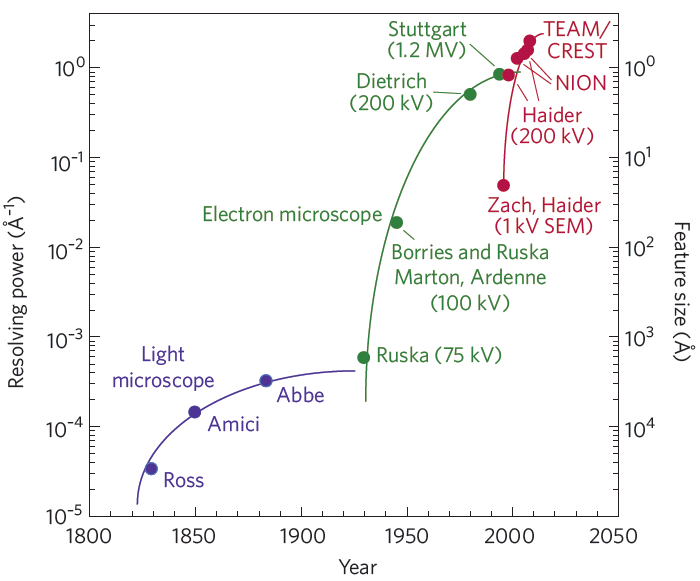 Stuttgart
(1.2 MV)
TEAM/
CREST
Dietrich
(200 kV)
NION
Haider
(200 kV)
Zach, Haider
(1 kV SEM)
Electron microscope
Borries and Ruska
Marton, Ardenne
(100 kV)
Ruska (75 kV)
Light
microscope
Abbe
Amici
Ross
Resolving power (Å⁻¹)
10⁰
10⁻¹
10⁻²
10⁻³
10⁻⁴
10⁻⁵
Feature size (Å)
10⁰
10¹
10²
10³
10⁴
1800 1850 1900 1950 2000 2050
Year